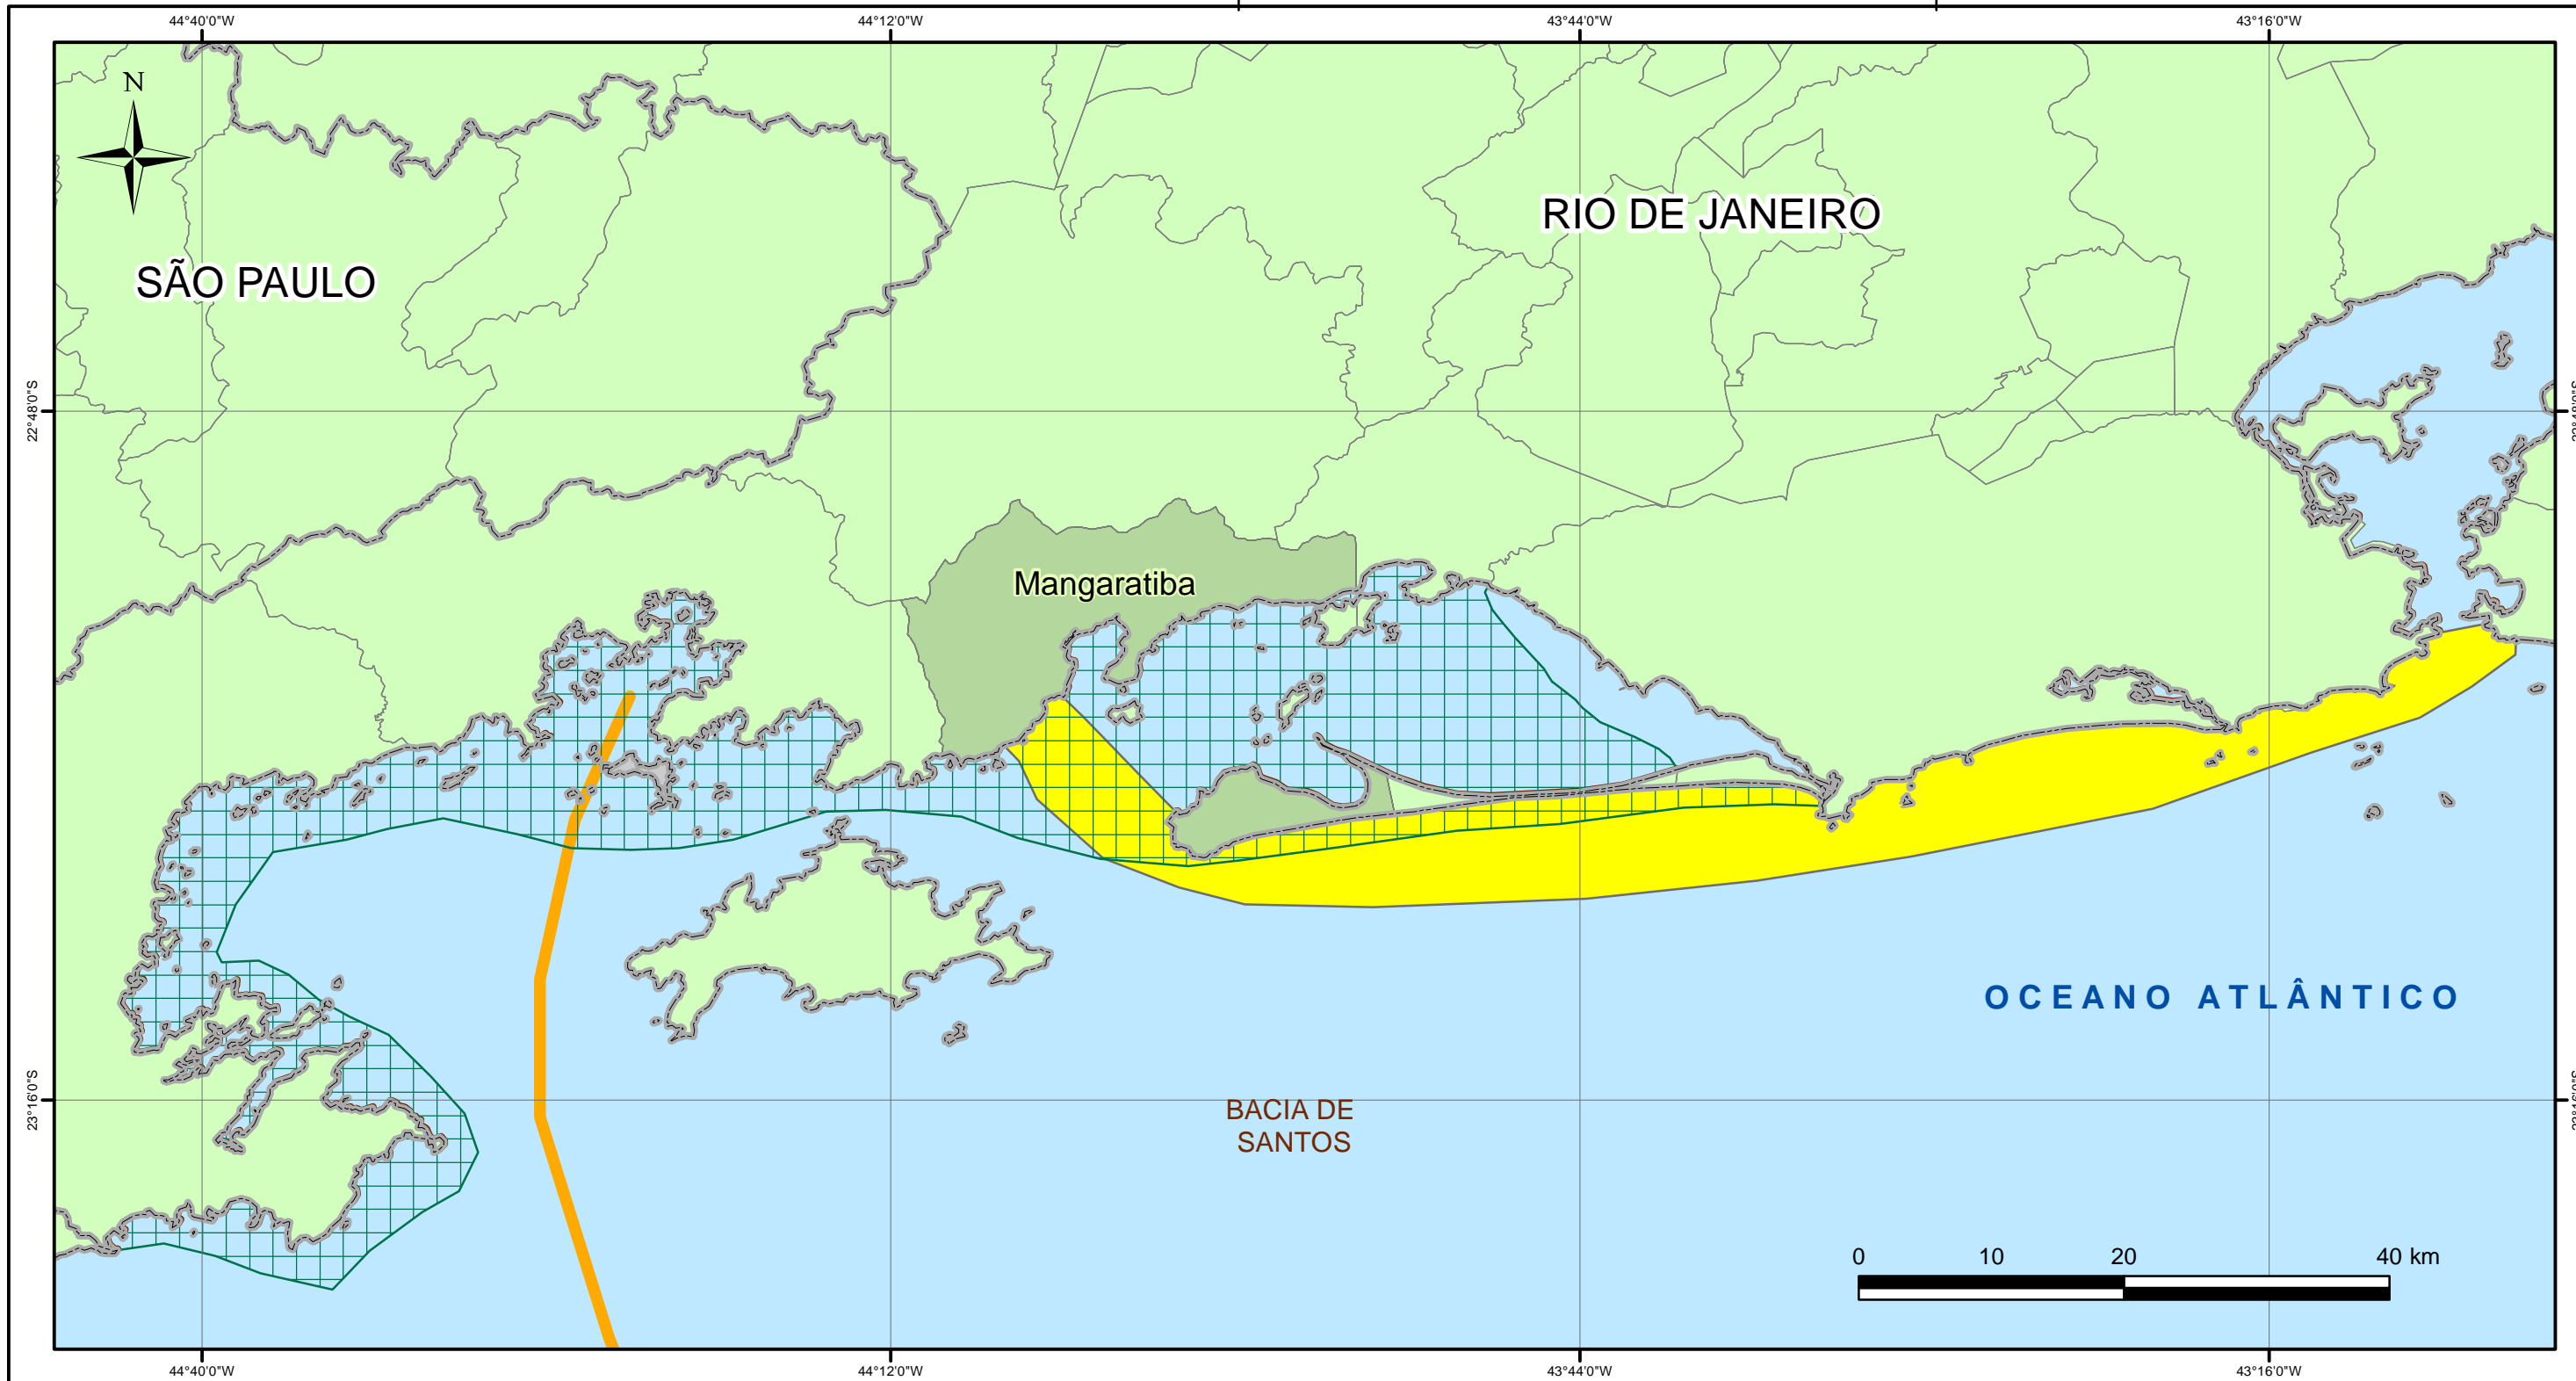 44°40'0"W 44°12'0"W 43°44'0"W 43°16'0"W
N
RIO DE JANEIRO
SÃO PAULO
22°48'0"S
Mangaratiba
OCEANO ATLÂNTICO
23°16'0"S
BACIA DE
SANTOS
0 10 20 40 km
44°40'0"W 44°12'0"W 43°44'0"W 43°16'0"W